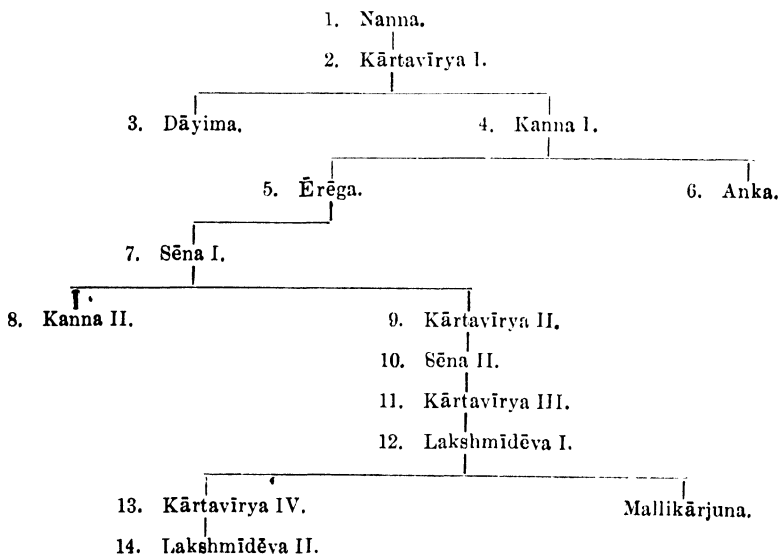 1. Nanna.
2. Kārtavīrya I.
3. Dāyima. 4. Kanna I.
5. Ērēga. 6. Anka.
7. Sēna I.
8. Kanna II. 9. Kārtavīrya II.
10. Sēna II.
11. Kārtavīrya III.
12. Lakshmīdēva I.
13. Kārtavīrya IV. Mallikārjuna.
14. Lakshmīdēva II.